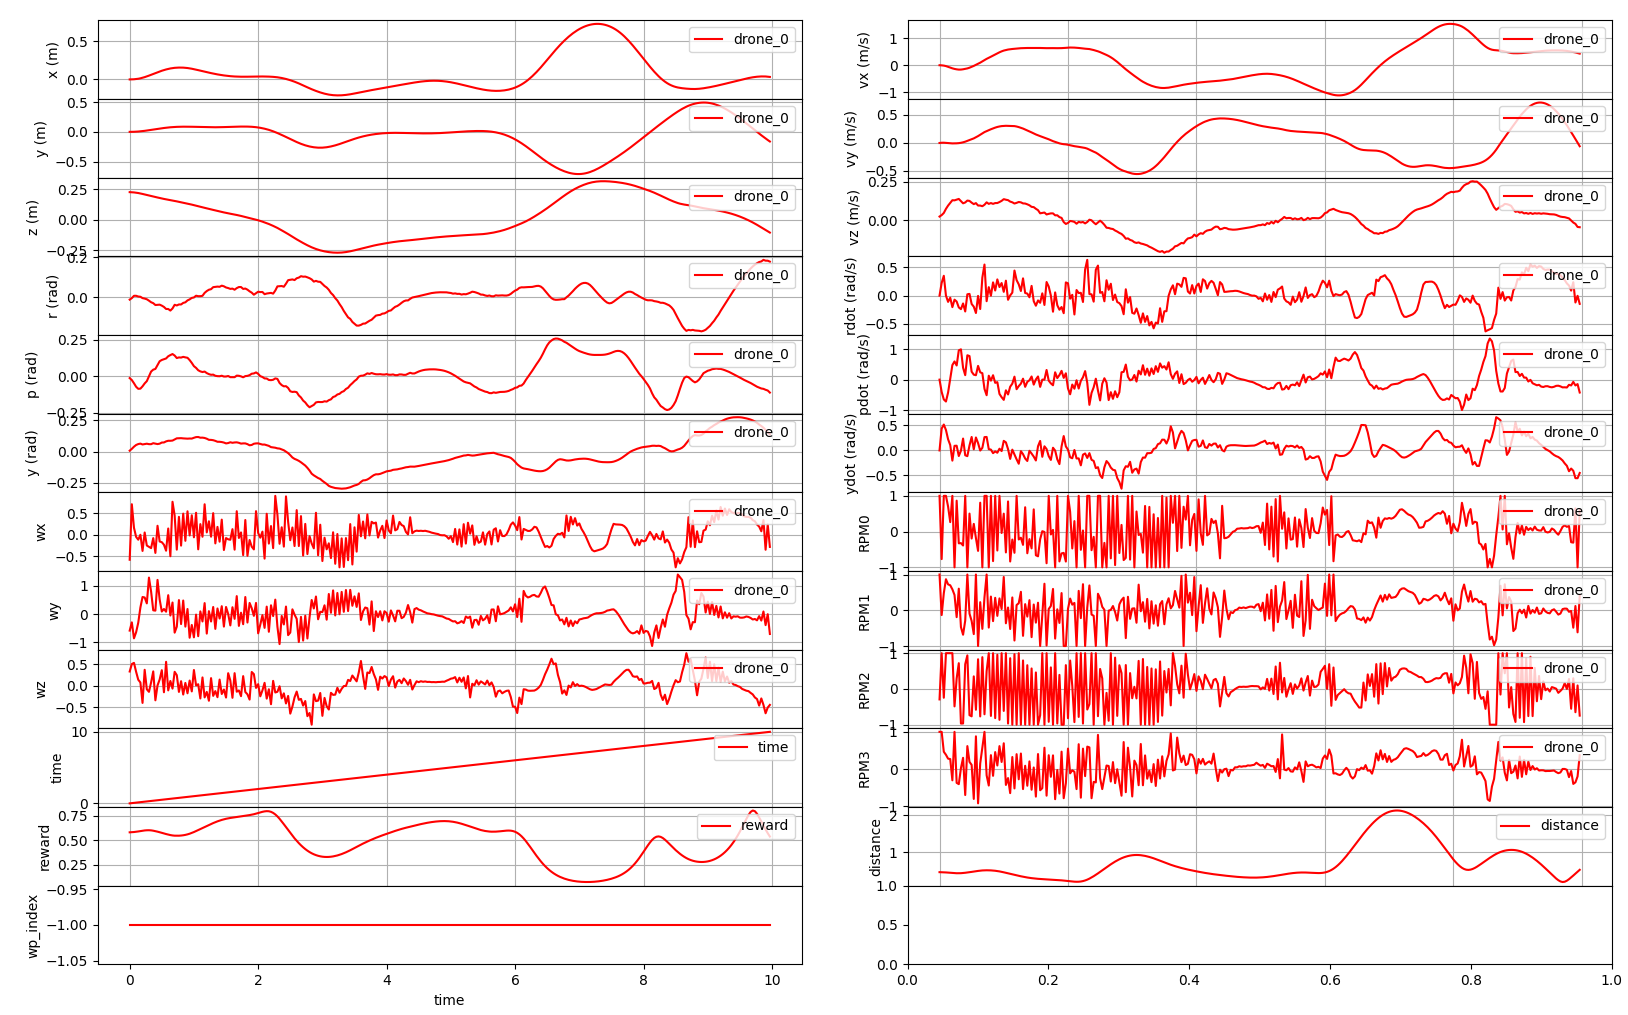 x (m)
0.5
0.0
drone_0
y (m)
0.5
0.0
−0.5
drone_0
z (m)
0.25
0.00
−0.25
drone_0
r (rad)
0.2
0.0
drone_0
p (rad)
0.25
0.00
−0.25
drone_0
y (rad)
0.25
0.00
−0.25
drone_0
wx
0.5
0.0
−0.5
drone_0
wy
1
0
−1
drone_0
wz
0.5
0.0
−0.5
drone_0
time
10
0
time
reward
0.75
0.50
0.25
reward
wp_index
−0.95
−1.00
−1.05
0 2 4 6 8 10
time
vx (m/s)
1
0
−1
drone_0
vy (m/s)
0.5
0.0
−0.5
drone_0
vz (m/s)
0.25
0.00
drone_0
rdot (rad/s)
0.5
0.0
−0.5
drone_0
pdot (rad/s)
1
0
−1
drone_0
ydot (rad/s)
0.5
0.0
−0.5
drone_0
RPM0
1
0
−1
drone_0
RPM1
1
0
−1
drone_0
RPM2
1
0
−1
drone_0
RPM3
1
0
−1
drone_0
distance
2
1
distance
1.0
0.5
0.0
0.0 0.2 0.4 0.6 0.8 1.0